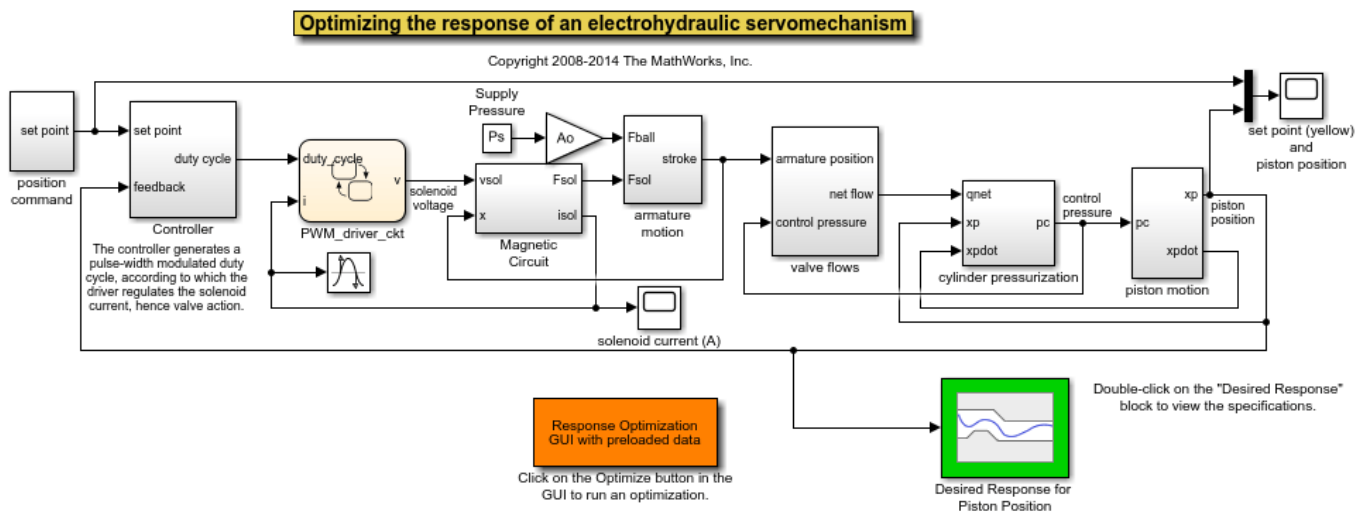 Optimizing the response of an electrohydraulic servomechanism
Copyright 2008-2014 The MathWorks, Inc.
set point
position
command
set point
duty cycle
feedback
Controller
The controller generates a
pulse-width modulated duty
cycle, according to which the
driver regulates the solenoid
current, hence valve action.
duty_cycle
v
i
PWM_driver_ckt
solenoid
voltage
Supply
Pressure
Ps
Ao
vsol
Fsol
x
isol
Magnetic
Circuit
Fball
stroke
Fsol
armature
motion
solenoid current (A)
armature position
net flow
control pressure
valve flows
qnet
xp
pc
xpdot
cylinder pressurization
control
pressure
pc
xp
xpdot
piston motion
piston
position
set point (yellow)
and
piston position
Response Optimization
GUI with preloaded data
Click on the Optimize button in the
GUI to run an optimization.
Desired Response for
Piston Position
Double-click on the "Desired Response"
block to view the specifications.